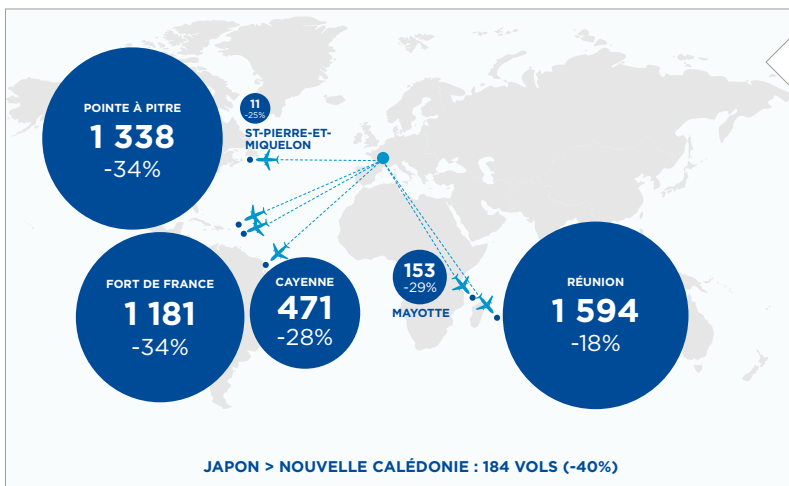 POINTE À PITRE
1 338
-34%
11
-25%
ST-PIERRE-ET-
MIQUELON
FORT DE FRANCE
1 181
-34%
CAYENNE
471
-28%
153
-29%
MAYOTTE
RÉUNION
1 594
-18%
JAPON > NOUVELLE CALÉDONIE : 184 VOLS (-40%)